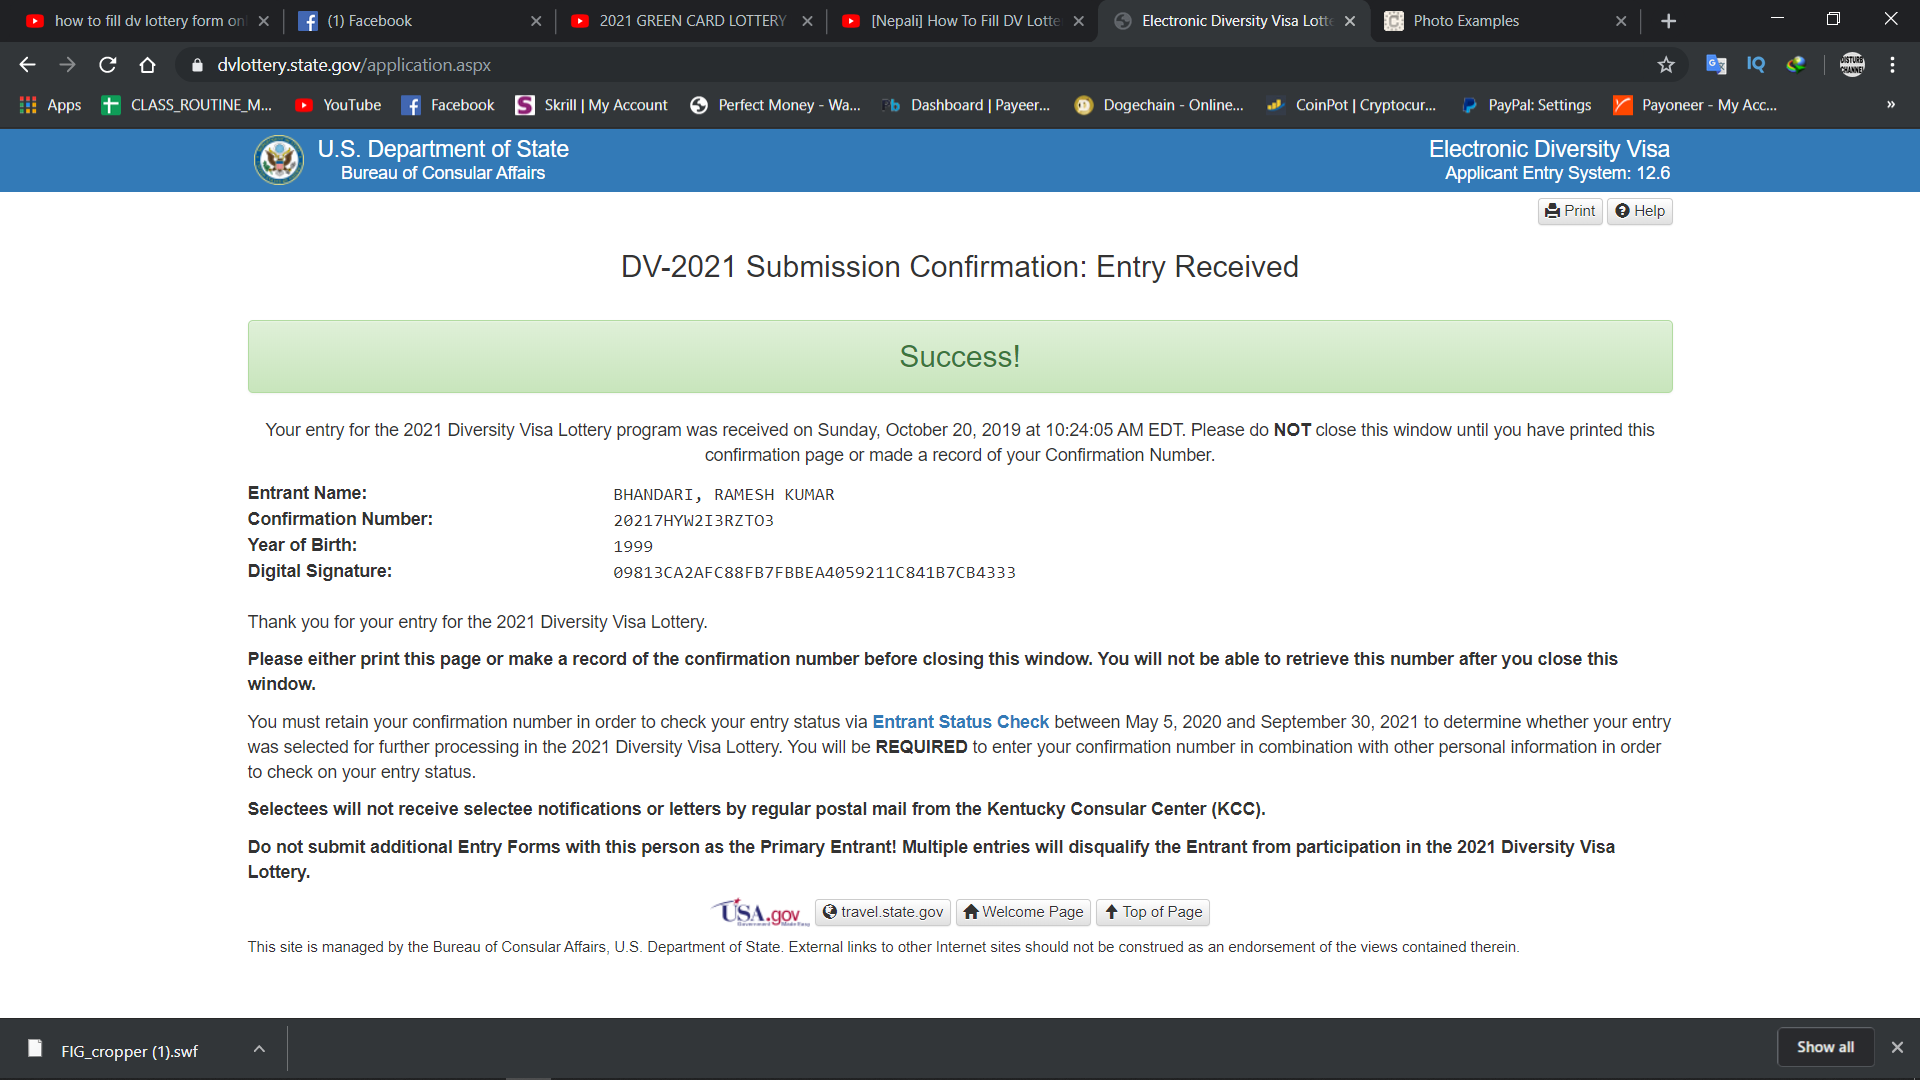 how to fill dv lottery form onl
(1) Facebook
2021 GREEN CARD LOTTERY
[Nepali] How To Fill DV Lotte
Electronic Diversity Visa Lotte
Photo Examples
dvlottery.state.gov/application.aspx
Apps
CLASS_ROUTINE_M...
YouTube
Facebook
Skrill | My Account
Perfect Money - Wa...
Dashboard | Payeer...
Dogechain - Online...
CoinPot | Cryptocur...
PayPal: Settings
Payoneer - My Acc...
»
U.S. Department of State
Bureau of Consular Affairs
Electronic Diversity Visa
Applicant Entry System: 12.6
Print
Help
DV-2021 Submission Confirmation: Entry Received
Success!
Your entry for the 2021 Diversity Visa Lottery program was received on Sunday, October 20, 2019 at 10:24:05 AM EDT. Please do NOT close this window until you have printed this
confirmation page or made a record of your Confirmation Number.
Entrant Name: BHANDARI, RAMESH KUMAR
Confirmation Number: 20217HYW2I3RZTO3
Year of Birth: 1999
Digital Signature: 09813CA2AFC88FB7FBBEA4059211C841B7CB4333
Thank you for your entry for the 2021 Diversity Visa Lottery.
Please either print this page or make a record of the confirmation number before closing this window. You will not be able to retrieve this number after you close this
window.
You must retain your confirmation number in order to check your entry status via Entrant Status Check between May 5, 2020 and September 30, 2021 to determine whether your entry
was selected for further processing in the 2021 Diversity Visa Lottery. You will be REQUIRED to enter your confirmation number in combination with other personal information in order
to check on your entry status.
Selectees will not receive selectee notifications or letters by regular postal mail from the Kentucky Consular Center (KCC).
Do not submit additional Entry Forms with this person as the Primary Entrant! Multiple entries will disqualify the Entrant from participation in the 2021 Diversity Visa
Lottery.
USA.gov
travel.state.gov
Welcome Page
Top of Page
This site is managed by the Bureau of Consular Affairs, U.S. Department of State. External links to other Internet sites should not be construed as an endorsement of the views contained therein.
FIG_cropper (1).swf
Show all